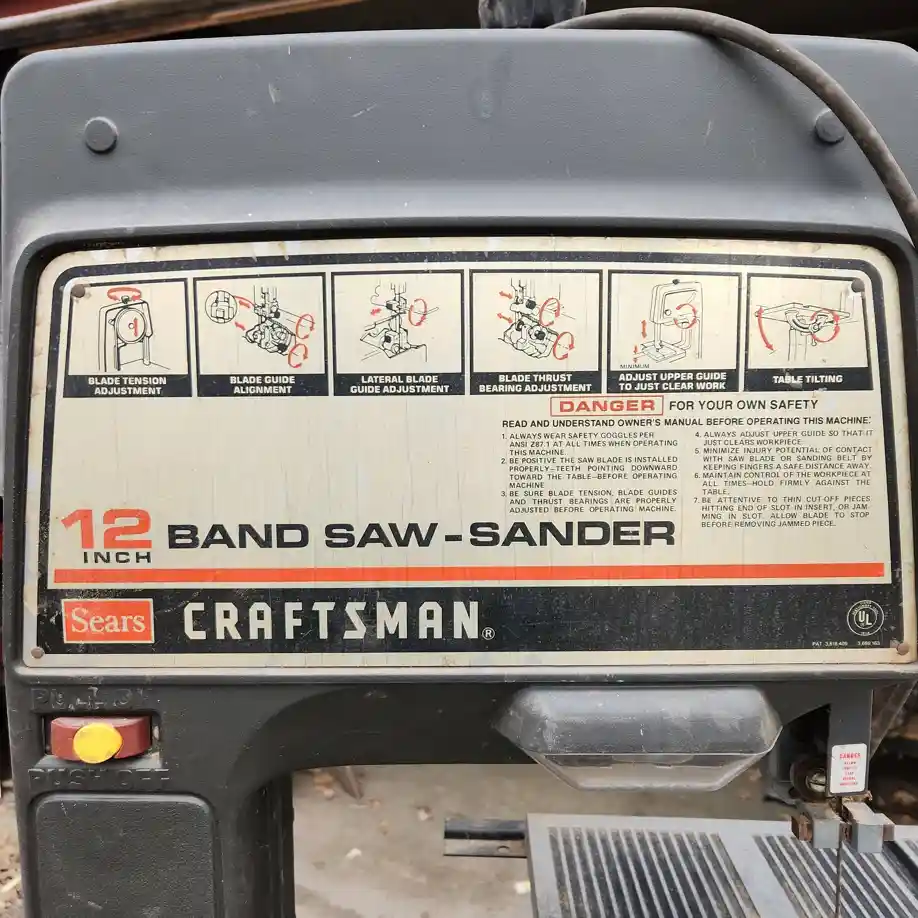 BLADE TENSION
ADJUSTMENT
BLADE GUIDE
ALIGNMENT
LATERAL BLADE
GUIDE ADJUSTMENT
BLADE THRUST
BEARING ADJUSTMENT
MINIMUM
ADJUST UPPER GUIDE
TO JUST CLEAR WORK
TABLE TILTING
DANGER FOR YOUR OWN SAFETY
READ AND UNDERSTAND OWNER'S MANUAL BEFORE OPERATING THIS MACHINE:
1. ALWAYS WEAR SAFETY GOGGLES PER
ANSI Z87.1 AT ALL TIMES WHEN OPERATING
THIS MACHINE.
2. BE POSITIVE THE SAW BLADE IS INSTALLED
PROPERLY—TEETH POINTING DOWNWARD
TOWARD THE TABLE—BEFORE OPERATING
MACHINE
3. BE SURE BLADE TENSION, BLADE GUIDES
AND THRUST BEARINGS ARE PROPERLY
ADJUSTED BEFORE OPERATING MACHINE.
4. ALWAYS ADJUST UPPER GUIDE SO THAT IT
JUST CLEARS WORKPIECE.
5. MINIMIZE INJURY POTENTIAL OF CONTACT
WITH SAW BLADE OR SANDING BELT BY
KEEPING FINGERS A SAFE DISTANCE AWAY.
6. MAINTAIN CONTROL OF THE WORKPIECE AT
ALL TIMES—HOLD FIRMLY AGAINST THE
TABLE.
7. BE ATTENTIVE TO THIN CUT-OFF PIECES
HITTING END OF SLOT IN INSERT, OR JAM-
MING IN SLOT. ALLOW BLADE TO STOP
BEFORE REMOVING JAMMED PIECE.
12
INCH
BAND SAW-SANDER
Sears
CRAFTSMAN®
UL
PULL ON
PUSH OFF
DANGER